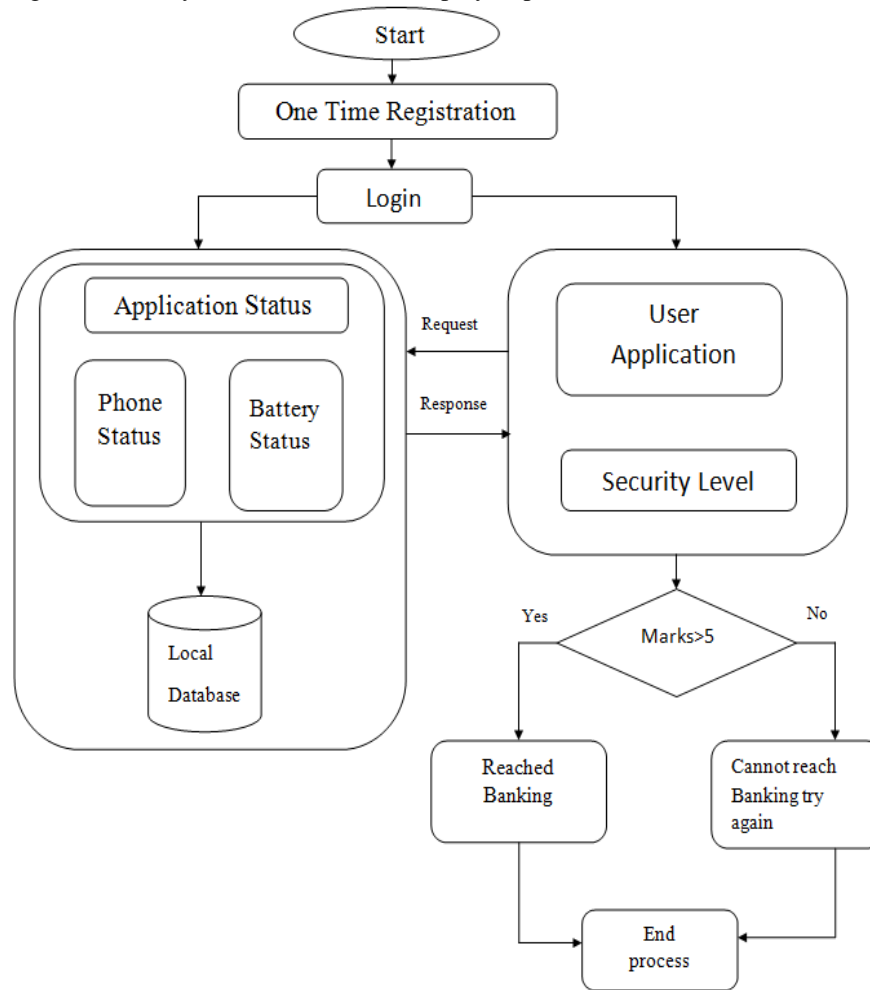 Start
One Time Registration
Login
Application Status
Phone
Status
Battery
Status
Local
Database
Request
Response
User
Application
Security Level
Yes
Marks>5
No
Reached
Banking
Cannot reach
Banking try
again
End
process